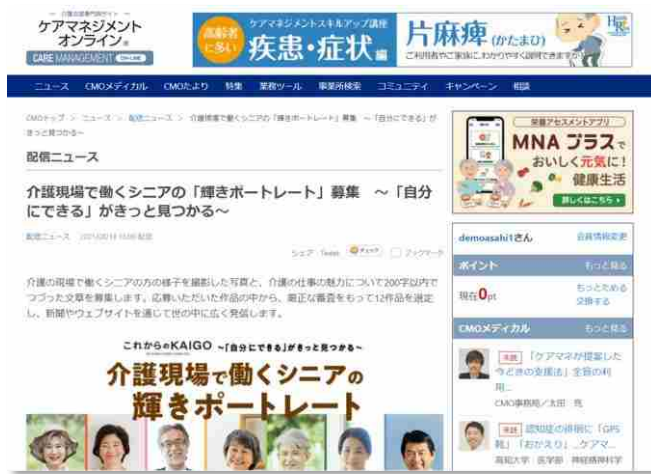 ケアマネジメント
オンライン
CARE MANAGEMENT ON-LINE
高齢者に多い
ケアマネジメントスキルアップ講座
疾患・症状 編
片麻痺 (かたまひ)
ご利用者やご家族にわかりやすく説明できますか?
ニュース CMOメディカル CMOだより 特集 業務ツール 事業所検索 コミュニティ キャンペーン 相談
CMOトップ > ニュース > 配信ニュース > 介護現場で働くシニアの「輝きポートレート」募集 ～「自分にできる」が
きっと見つかる～
配信ニュース
介護現場で働くシニアの「輝きポートレート」募集 ～「自分
にできる」がきっと見つかる～
配信ニュース
配信
シェア Tweet チェック ブックマーク
介護の現場で働くシニアの方の様子を撮影した写真と、介護の仕事の魅力について200字以内で
つづった文章を募集します。応募いただいた作品の中から、厳正な審査をもって12作品を選定
し、新聞やウェブサイトを通じて世の中に広く発信します。
これからのKAIGO ～「自分にできる」がきっと見つかる～
介護現場で働くシニアの
輝きポートレート
栄養アセスメントアプリ
MNA プラスで
おいしく元気に!
健康生活
詳しくはこちら
demoasahi1さん 会員情報変更
ポイント もっと見る
現在0pt
もっとためる
交換する
CMOメディカル もっと見る
未読 「ケアマネが提案した
今どきの支援法」全盲の利
用...
CMO事務局/太田
未読 認知症の徘徊に「GPS
靴」「おかえり」...ケアマ...
高知大学 医学部 神経精神科学